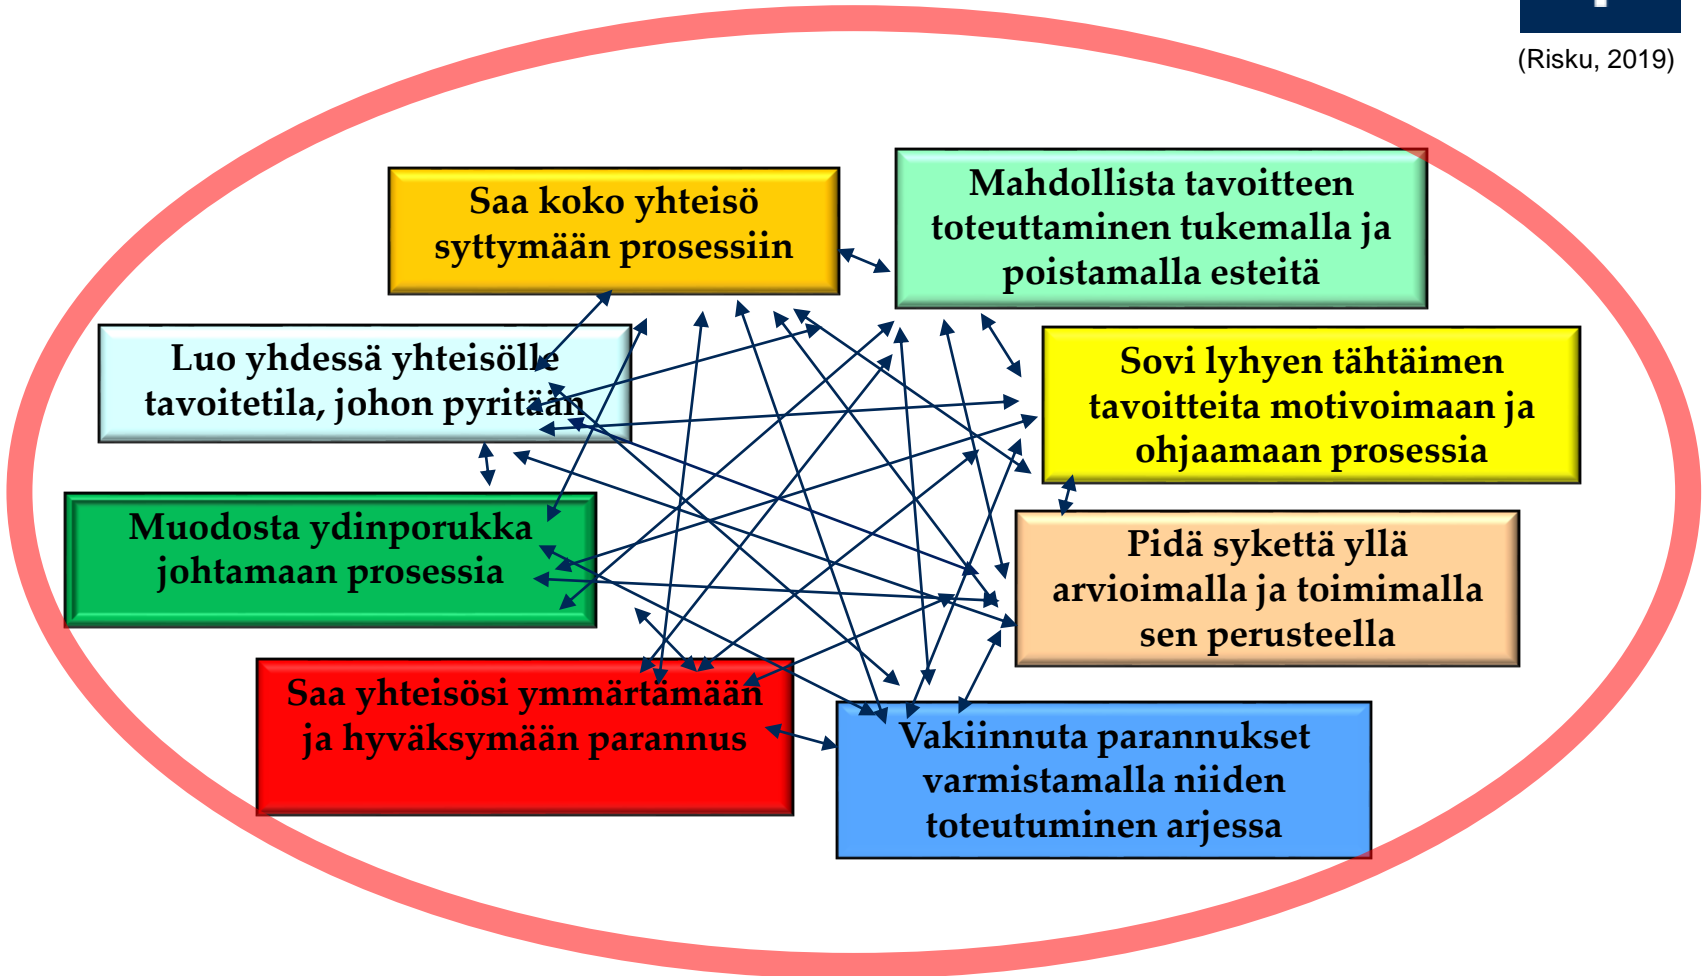 (Risku, 2019)
Saa koko yhteisö
syttymään prosessiin
Mahdollista tavoitteen
toteuttaminen tukemalla ja
poistamalla esteitä
Luo yhdessä yhteisölle
tavoitetila, johon pyritään
Sovi lyhyen tähtäimen
tavoitteita motivoimaan ja
ohjaamaan prosessia
Muodosta ydinporukka
johtamaan prosessia
Pidä sykettä yllä
arvioimalla ja toimimalla
sen perusteella
Saa yhteisösi ymmärtämään
ja hyväksymään parannus
Vakiinnuta parannukset
varmistamalla niiden
toteutuminen arjessa